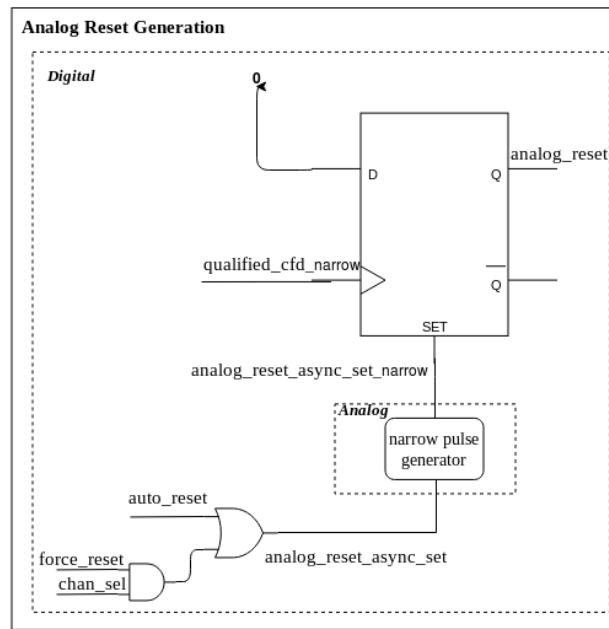 Analog Reset Generation
Digital
0
analog_reset
D
Q
qualified_cfd_narrow
Q
SET
analog_reset_async_set_narrow
Analog
narrow pulse
generator
auto_reset
force_reset
analog_reset_async_set
chan_sel